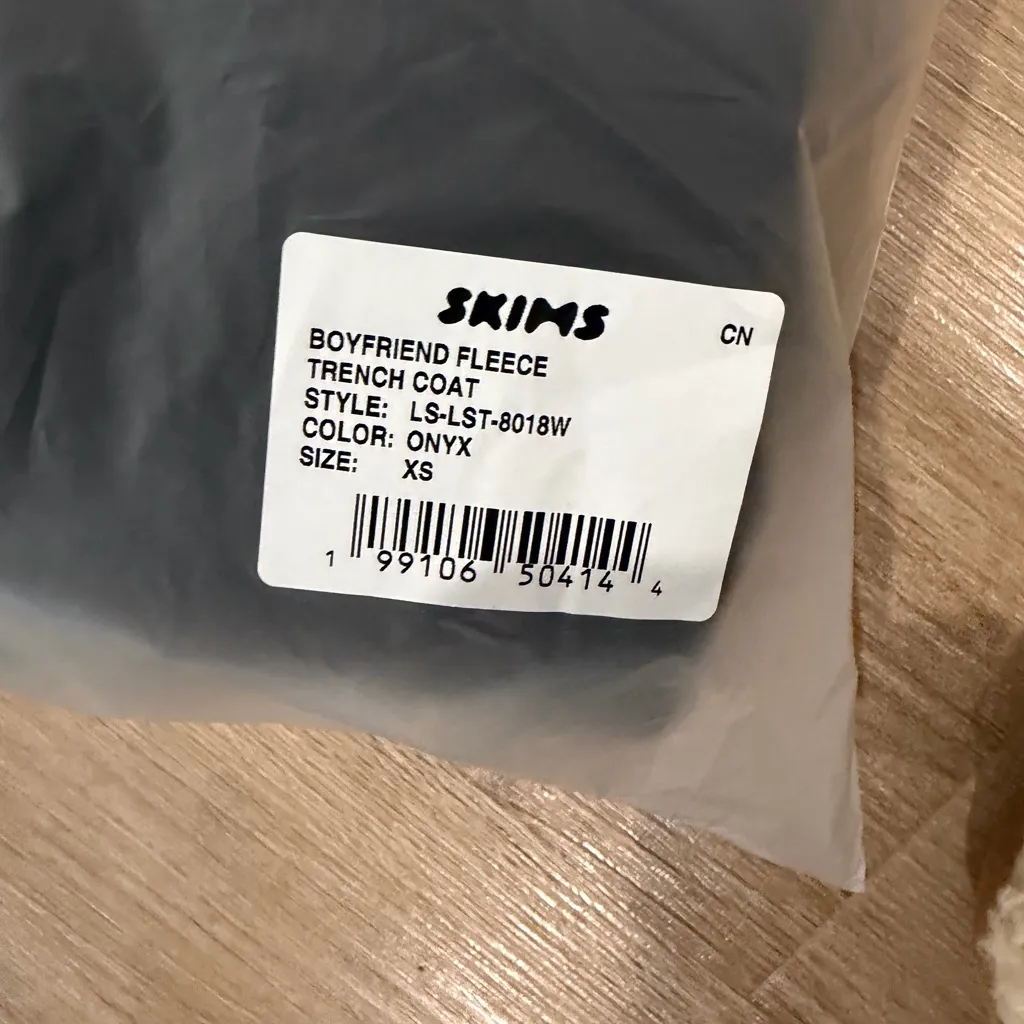 SKIMS
CN
BOYFRIEND FLEECE
TRENCH COAT
STYLE: LS-LST-8018W
COLOR: ONYX
SIZE: XS
1 99106 50414 4